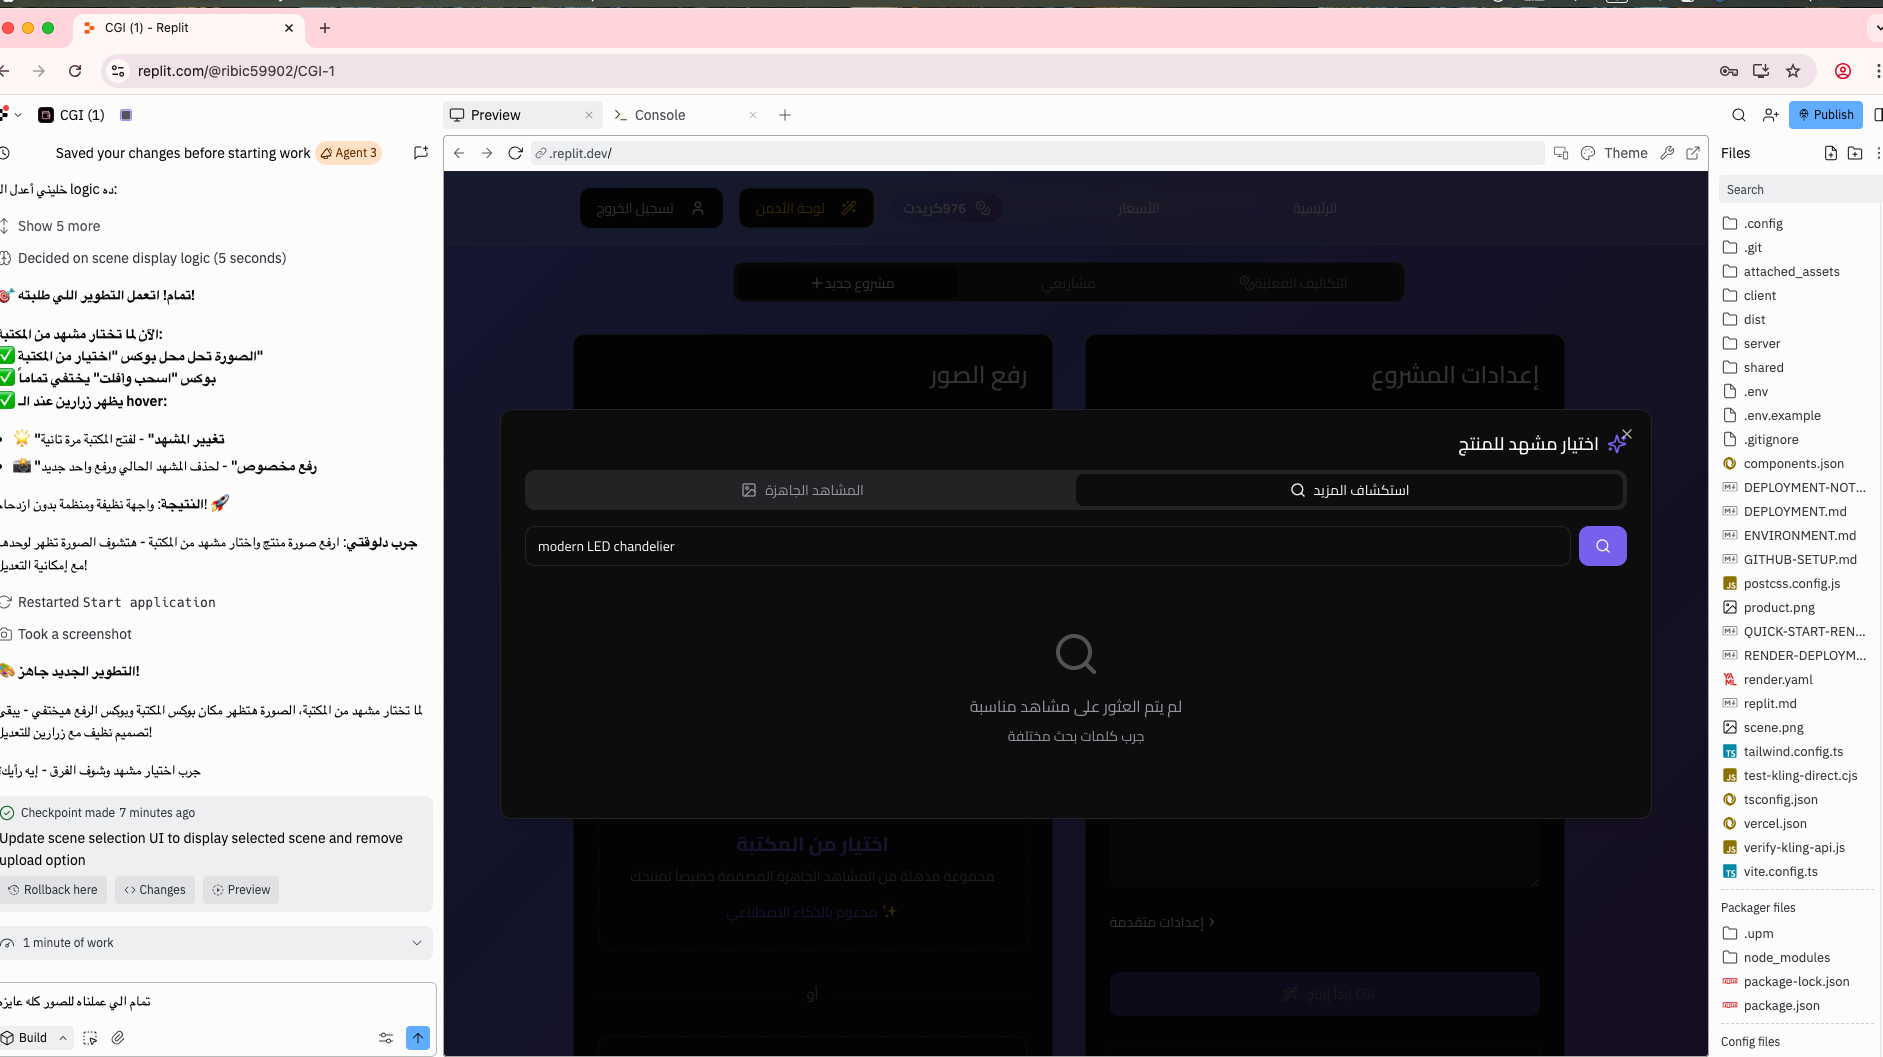 CGI (1) - Replit
replit.com/@ribic59902/CGI-1
CGI (1)
Saved your changes before starting work
Agent 3
خليني أعدل الـ logic ده:
Show 5 more
Decided on scene display logic (5 seconds)
تمام! اتعمل التطوير اللي طلبته!
الآن لما تختار مشهد من المكتبة:
✅ الصورة تحل محل بوكس "اختيار من المكتبة"
✅ بوكس "اسحب وأفلت" يختفي تماماً
✅ يظهر زرارين عند الـ hover:
🌟 "تغيير المشهد" - لفتح المكتبة مرة تانية
📸 "رفع مخصوص" - لحذف المشهد الحالي ورفع واحد جديد
النتيجة: واجهة نظيفة ومنظمة بدون ازدحام! 🚀
جرب دلوقتي: ارفع صورة منتج واختار مشهد من المكتبة - هتشوف الصورة تظهر لوحدها
مع إمكانية التعديل!
Restarted Start application
Took a screenshot
🎨 التطوير الجديد جاهز!
لما تختار مشهد من المكتبة، الصورة هتظهر مكان بوكس المكتبة وبوكس الرفع هيختفي - يبقى
تصميم نظيف مع زرارين للتعديل!
جرب اختيار مشهد وشوف الفرق - إيه رأيك؟
Checkpoint made 7 minutes ago
Update scene selection UI to display selected scene and remove
upload option
Rollback here
Changes
Preview
1 minute of work
تمام الي عملناه للصور كله عايزه
Build
Preview
Console
.replit.dev/
Theme
Publish
الرئيسية
الأسعار
976كريدت
لوحة الأدمن
تسجيل الخروج
التكاليف الفعلية
مشاريعي
مشروع جديد+
إعدادات المشروع
رفع الصور
اختيار مشهد للمنتج
استكشاف المزيد
المشاهد الجاهزة
modern LED chandelier
لم يتم العثور على مشاهد مناسبة
جرب كلمات بحث مختلفة
اختيار من المكتبة
مجموعة مذهلة من المشاهد الجاهزة المصممة خصيصاً لمنتجك
✨ مدعوم بالذكاء الاصطناعي
أو
إعدادات متقدمة
ابدأ إنتاج CGI
Files
Search
.config
.git
attached_assets
client
dist
server
shared
.env
.env.example
.gitignore
components.json
DEPLOYMENT-NOT...
DEPLOYMENT.md
ENVIRONMENT.md
GITHUB-SETUP.md
postcss.config.js
product.png
QUICK-START-REN...
RENDER-DEPLOYM...
render.yaml
replit.md
scene.png
tailwind.config.ts
test-kling-direct.cjs
tsconfig.json
vercel.json
verify-kling-api.js
vite.config.ts
Packager files
.upm
node_modules
package-lock.json
package.json
Config files